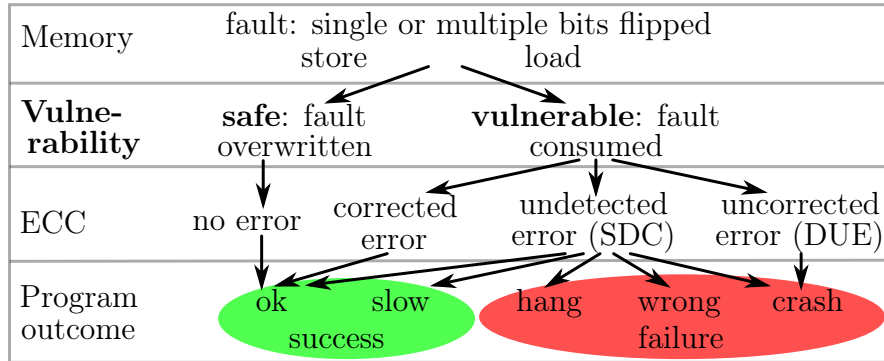 Memory
fault: single or multiple bits flipped
store load
Vulne-
rability
safe: fault
overwritten
vulnerable: fault
consumed
ECC
no error
corrected
error
undetected
error (SDC)
uncorrected
error (DUE)
Program
outcome
ok slow hang wrong crash
success failure